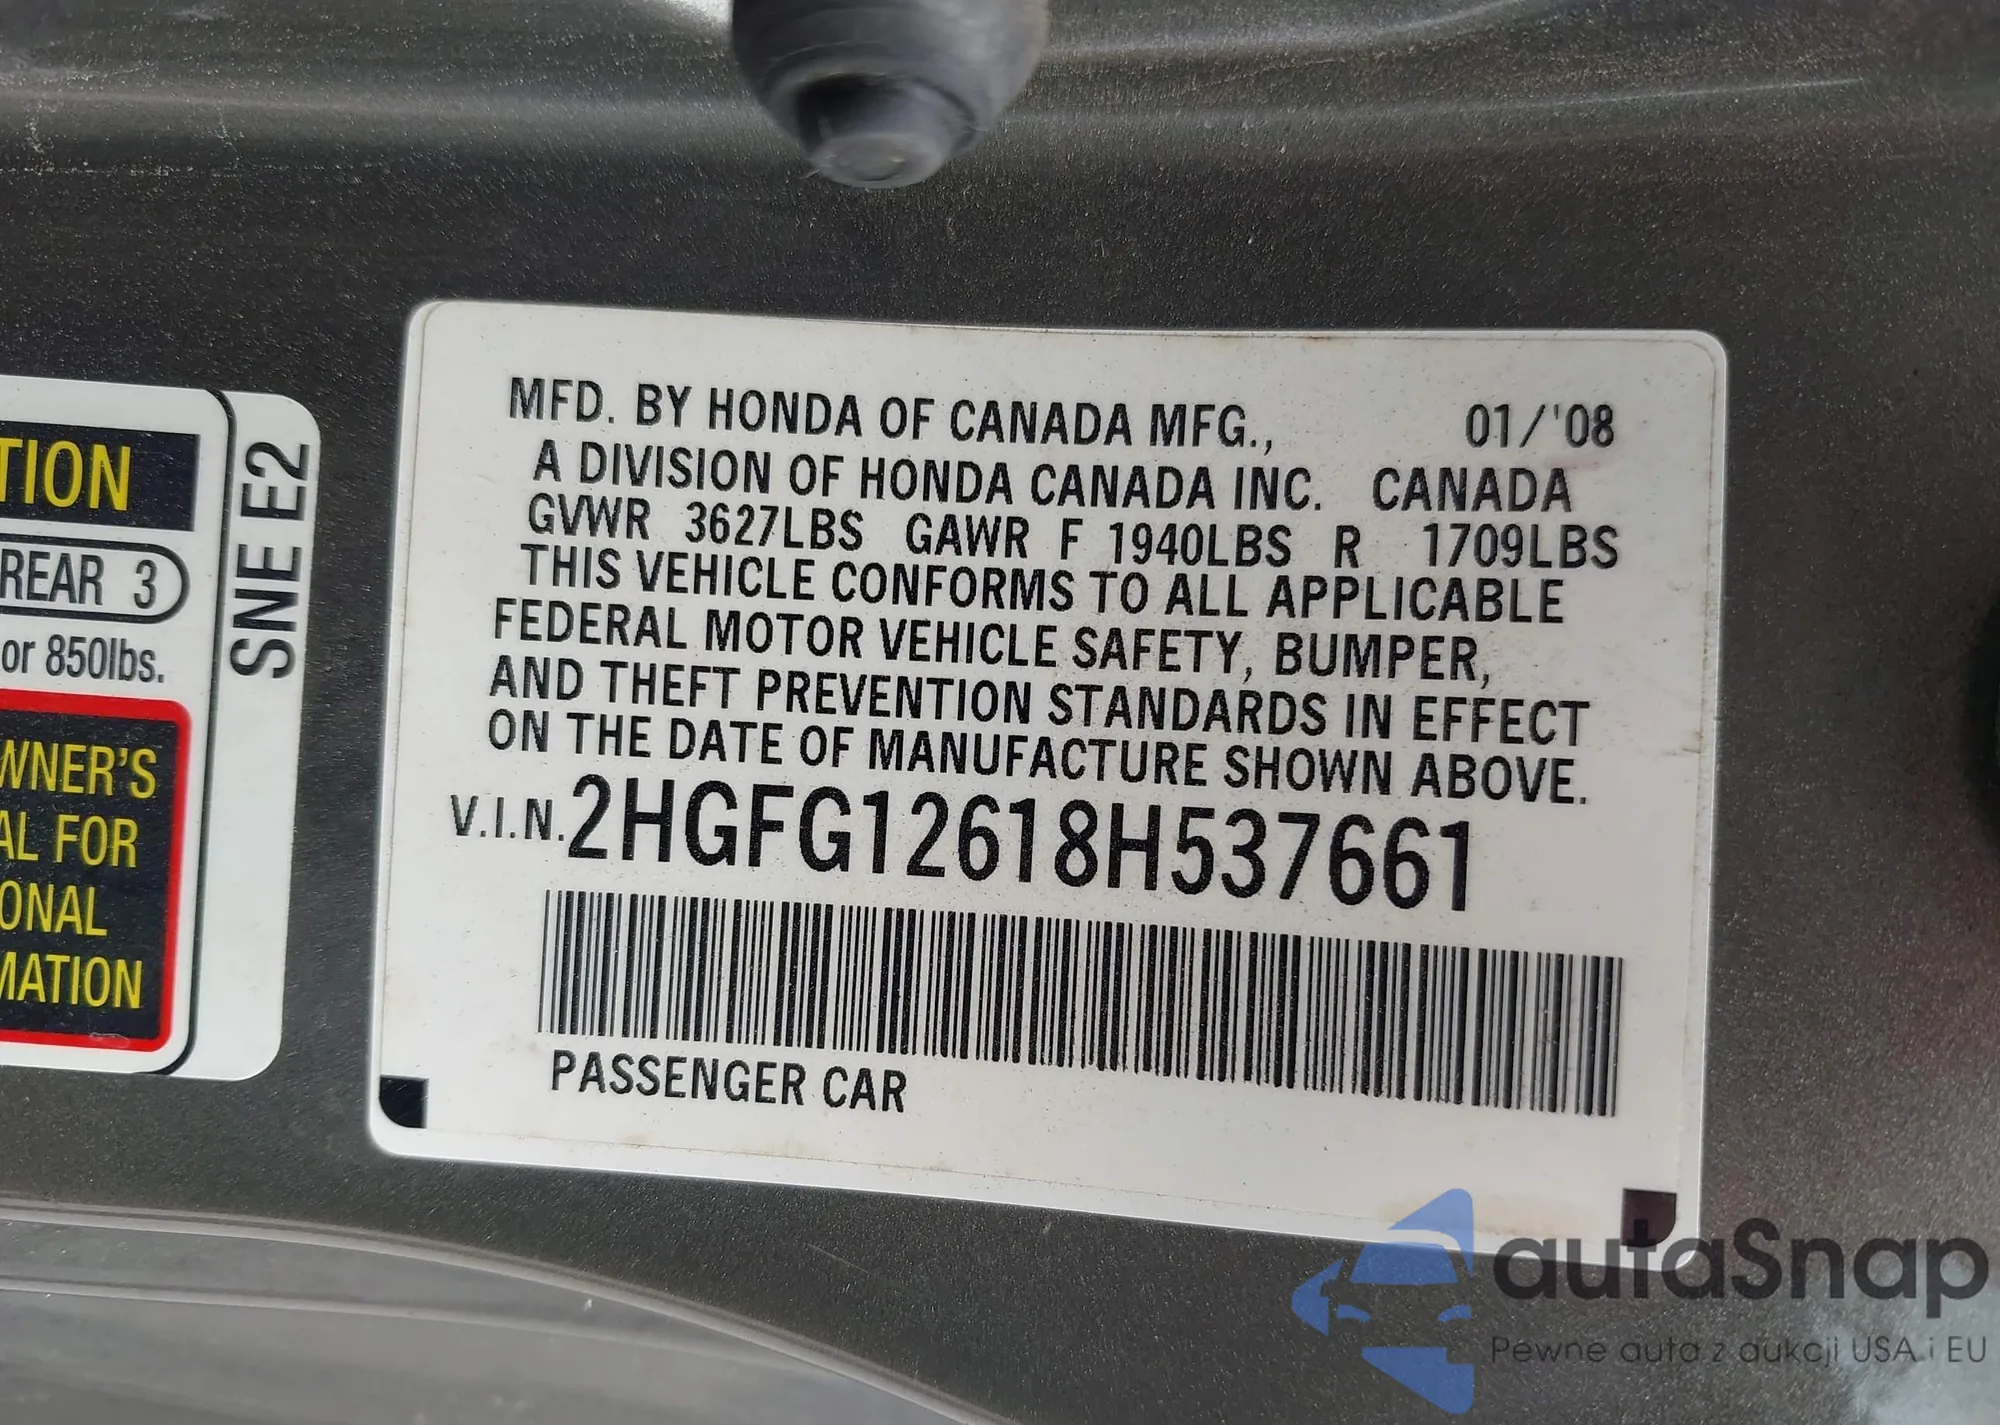 MFD. BY HONDA OF CANADA MFG., 01/'08
A DIVISION OF HONDA CANADA INC. CANADA
GVWR 3627LBS GAWR F 1940LBS R 1709LBS
THIS VEHICLE CONFORMS TO ALL APPLICABLE
FEDERAL MOTOR VEHICLE SAFETY, BUMPER,
AND THEFT PREVENTION STANDARDS IN EFFECT
ON THE DATE OF MANUFACTURE SHOWN ABOVE.
V.I.N. 2HGFG12618H537661
PASSENGER CAR
TION
REAR 3
or 850lbs.
WNER'S
AL FOR
ONAL
MATION
SNE E2
autaSnap
Pewne auta z aukcji USA i EU